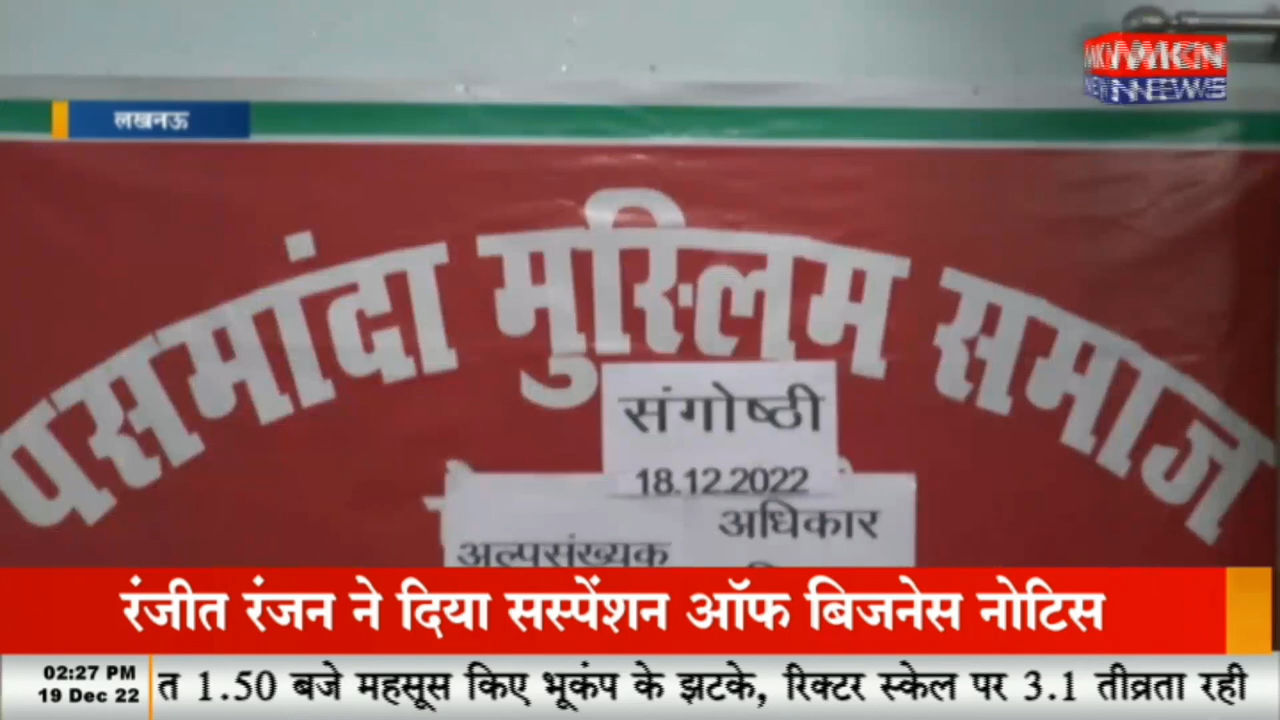 MKN
NEWS
लखनऊ
पसमांदा मुस्लिम समाज
संगोष्ठी
18.12.2022
अधिकार
अल्पसंख्यक
रंजीत रंजन ने दिया सस्पेंशन ऑफ बिजनेस नोटिस
02:27 PM
19 Dec 22
त 1.50 बजे महसूस किए भूकंप के झटके, रिक्टर स्केल पर 3.1 तीव्रता रही